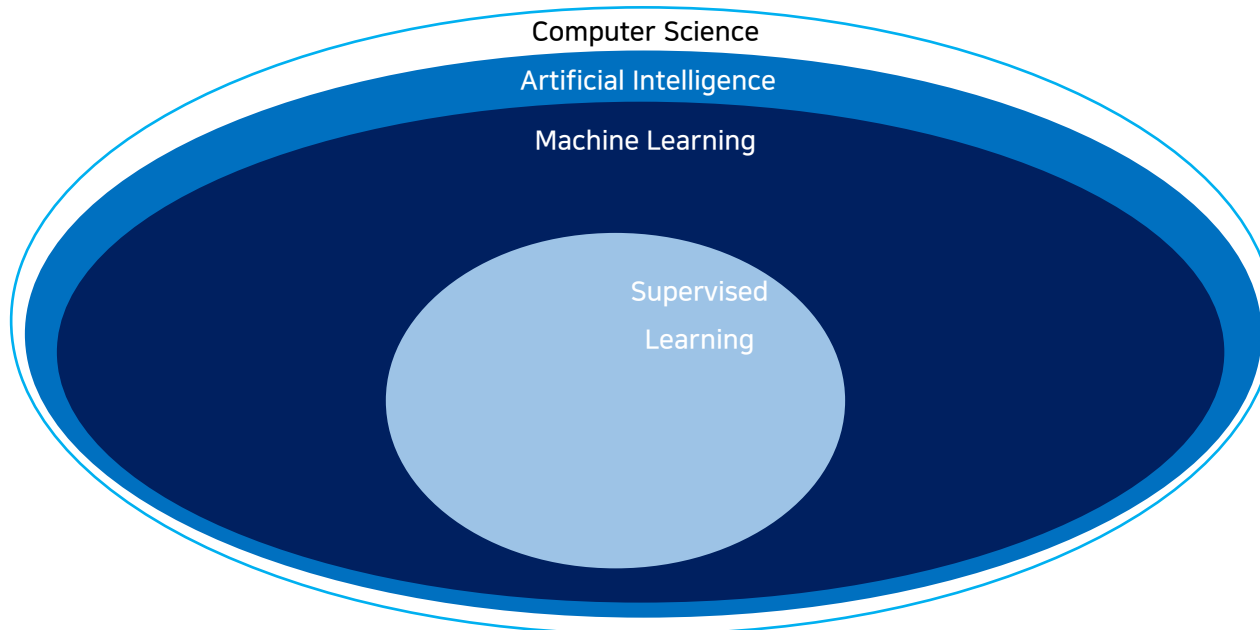 Computer Science
Artificial Intelligence
Machine Learning
Supervised
Learning